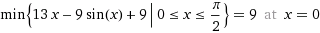 min{13 x - 9 sin(x) + 9 | 0 ≤ x ≤ π/2} = 9 at x = 0